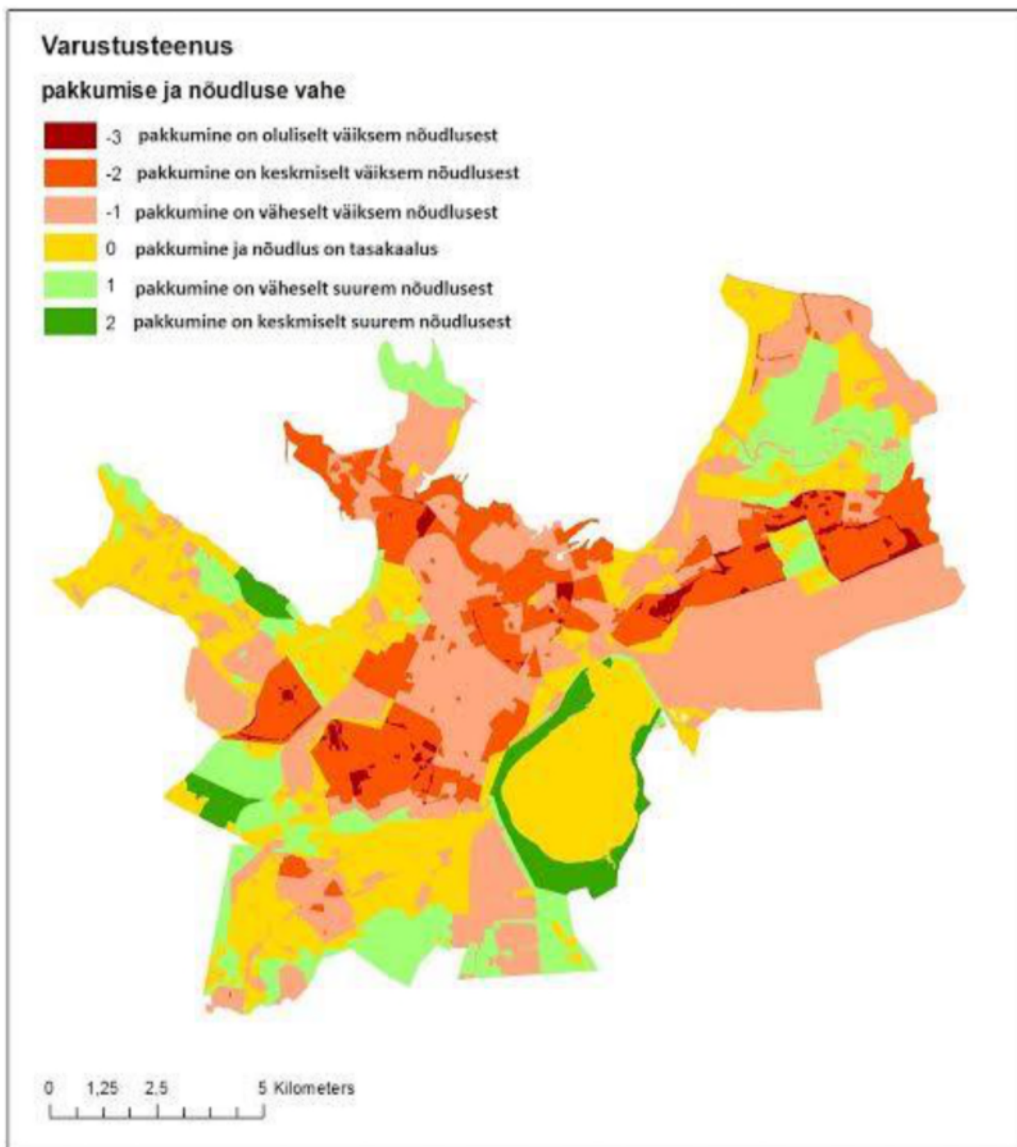 Varustusteenus
pakkumise ja nõudluse vahe
-3 pakkumine on oluliselt väiksem nõudlusest
-2 pakkumine on keskmiselt väiksem nõudlusest
-1 pakkumine on väheselt väiksem nõudlusest
0 pakkumine ja nõudlus on tasakaalus
1 pakkumine on väheselt suurem nõudlusest
2 pakkumine on keskmiselt suurem nõudlusest
0 1,25 2,5 5 Kilometers